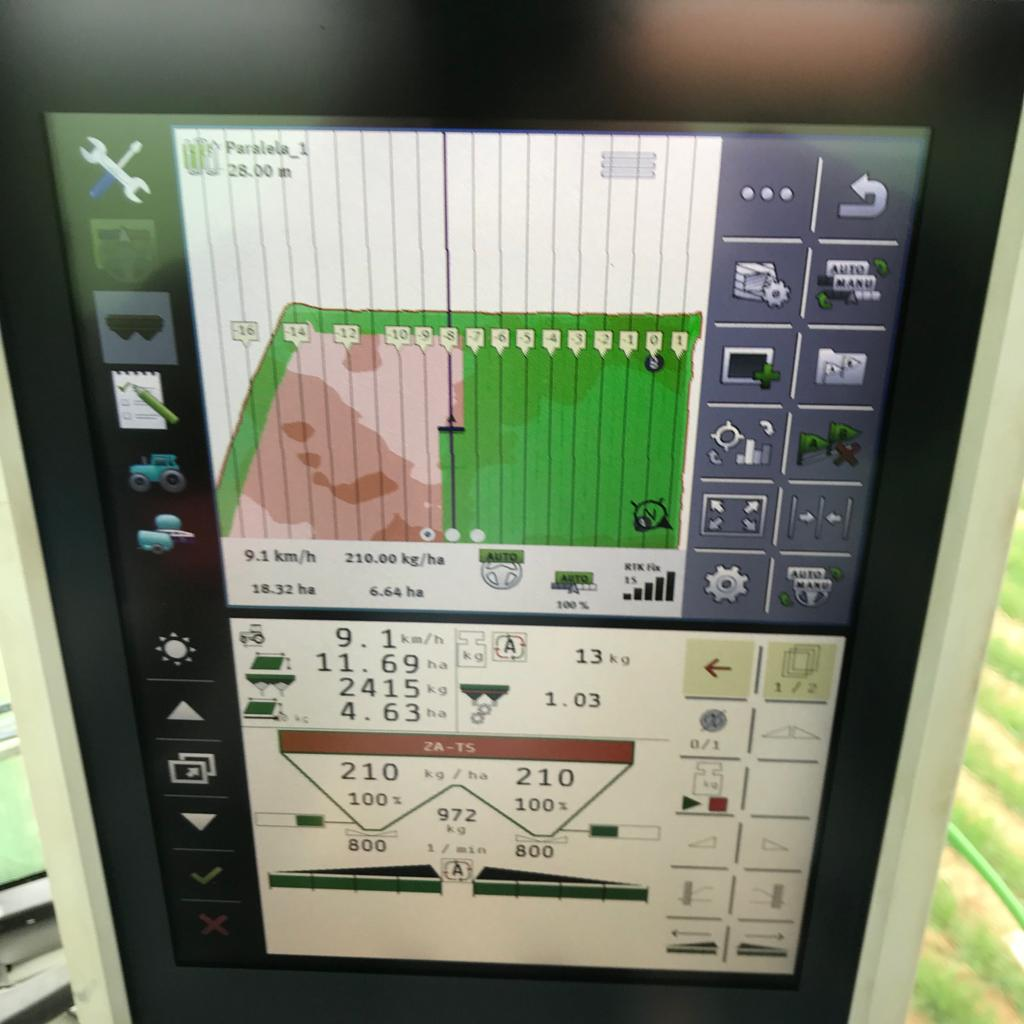 Paralela_1
28.00 m
AUTO
MANU
-16 -14 -12 -10 -9 -8 -7 -6 -5 -4 -3 -2 -1 0 1
A B
N
9.1 km/h 210.00 kg/ha AUTO RTK Fix
15
AUTO
18.32 ha 6.64 ha 100 %
AUTO
MANU
9.1 km/h
11.69 ha
2415 kg
4.63 ha
kg A 13 kg
1.03
1 / 2
0/1
ZA-TS
210 kg / ha 210
100% 100%
972
kg
kg
800 1 / min 800
A